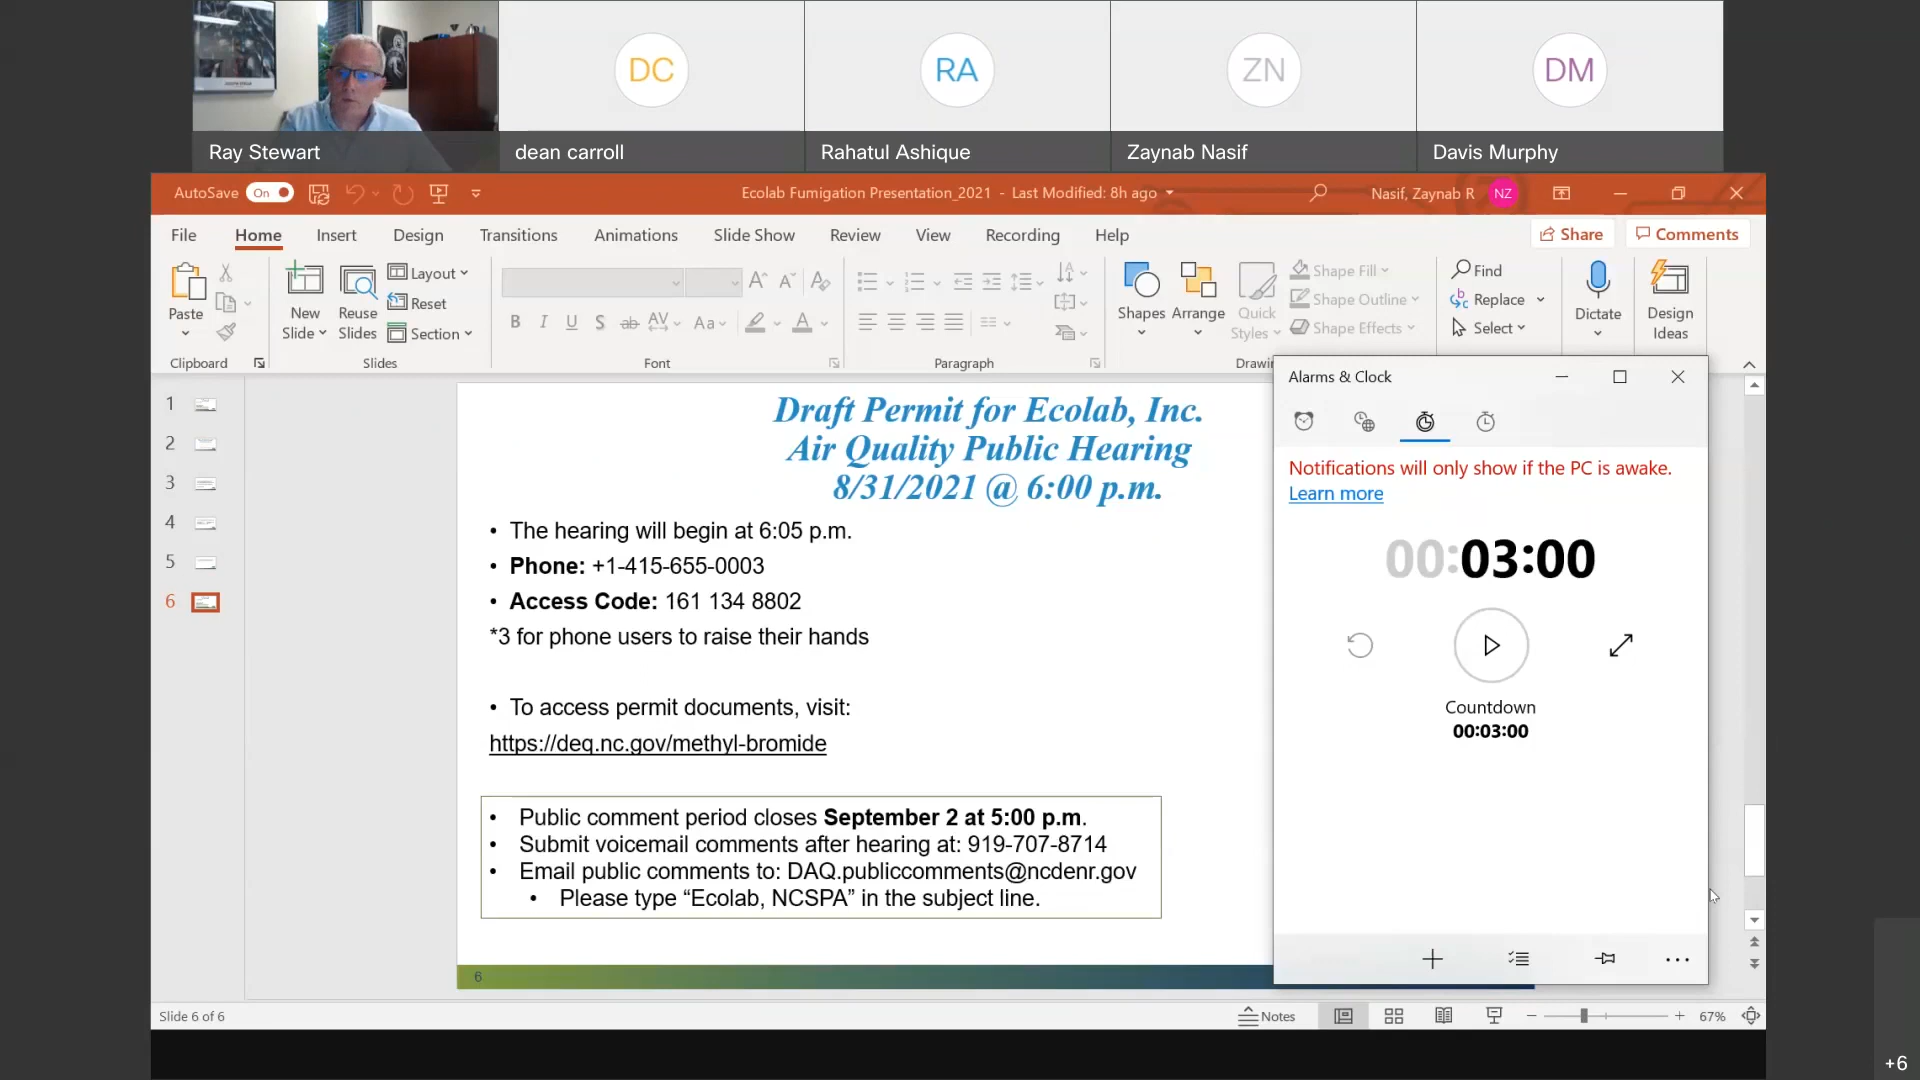 DC
RA
ZN
DM
Ray Stewart
dean carroll
Rahatul Ashique
Zaynab Nasif
Davis Murphy
AutoSave On
Ecolab Fumigation Presentation_2021 - Last Modified: 8h ago
Nasif, Zaynab R NZ
File Home Insert Design Transitions Animations Slide Show Review View Recording Help
Share Comments
Paste
Clipboard
New Slide
Reuse Slides
Layout
Reset
Section
Slides
B I U S ab AV Aa A
Font
Paragraph
Shapes
Arrange
Quick Styles
Shape Fill
Shape Outline
Shape Effects
Drawin
Find
Replace
Select
Dictate
Design Ideas
1
2
3
4
5
6
Draft Permit for Ecolab, Inc.
Air Quality Public Hearing
8/31/2021 @ 6:00 p.m.
• The hearing will begin at 6:05 p.m.
• Phone: +1-415-655-0003
• Access Code: 161 134 8802
*3 for phone users to raise their hands
• To access permit documents, visit:
https://deq.nc.gov/methyl-bromide
• Public comment period closes September 2 at 5:00 p.m.
• Submit voicemail comments after hearing at: 919-707-8714
• Email public comments to: DAQ.publiccomments@ncdenr.gov
• Please type “Ecolab, NCSPA” in the subject line.
6
Alarms & Clock
Notifications will only show if the PC is awake.
Learn more
00:03:00
Countdown
00:03:00
Slide 6 of 6
Notes
67%
+6